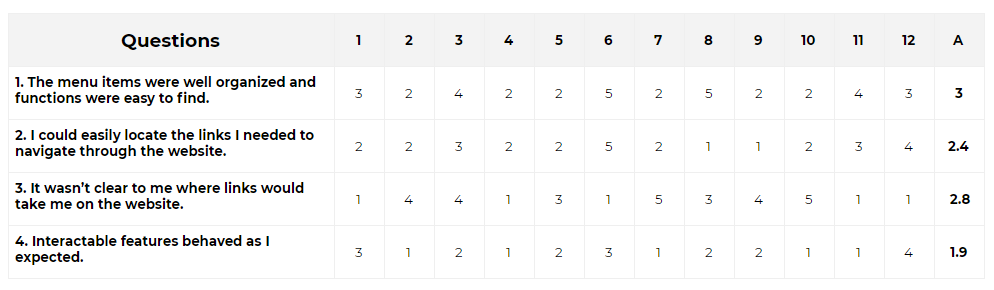 Questions 1 2 3 4 5 6 7 8 9 10 11 12 A
1. The menu items were well organized and
functions were easy to find.
3 2 4 2 2 5 2 5 2 2 4 3 3
2. I could easily locate the links I needed to
navigate through the website.
2 2 3 2 2 5 2 1 1 2 3 4 2.4
3. It wasn’t clear to me where links would
take me on the website.
1 4 4 1 3 1 5 3 4 5 1 1 2.8
4. Interactable features behaved as I
expected.
3 1 2 1 2 3 1 2 2 1 1 4 1.9